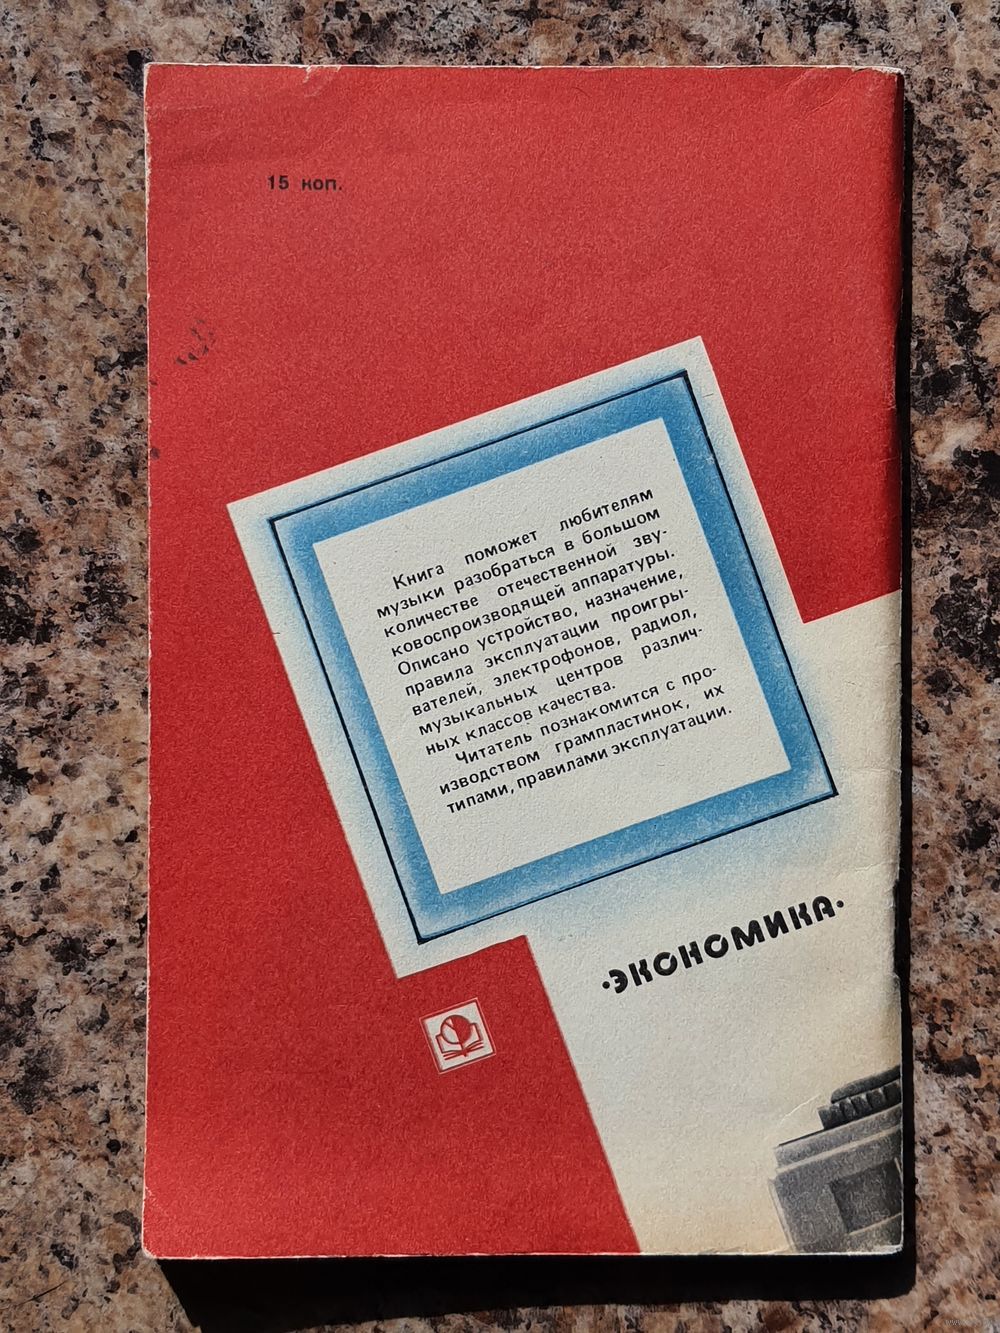 15 коп.
Книга поможет любителям
музыки разобраться в большом
количестве отечественной зву-
ковоспроизводящей аппаратуры.
Описано устройство, назначение,
правила эксплуатации проигры-
вателей, электрофонов, радиол,
музыкальных центров различ-
ных классов качества.
Читатель познакомится с про-
изводством грампластинок, их
типами, правилами эксплуатации.
·ЭКОНОМИКА·